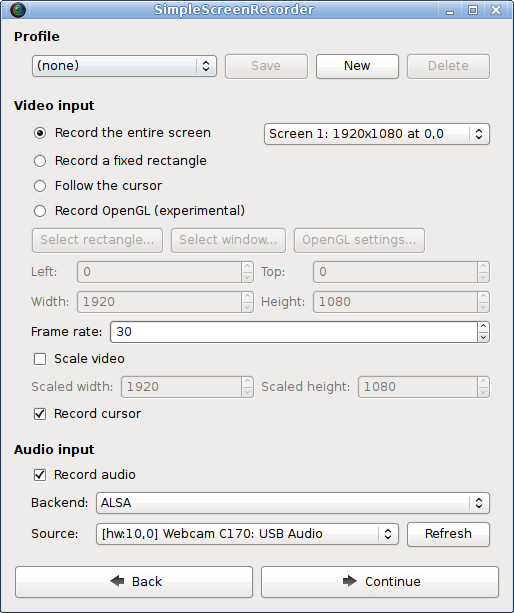 SimpleScreenRecorder
Profile
(none) Save New Delete
Video input
Record the entire screen Screen 1: 1920x1080 at 0,0
Record a fixed rectangle
Follow the cursor
Record OpenGL (experimental)
Select rectangle... Select window... OpenGL settings...
Left: 0 Top: 0
Width: 1920 Height: 1080
Frame rate: 30
Scale video
Scaled width: 1920 Scaled height: 1080
Record cursor
Audio input
Record audio
Backend: ALSA
Source: [hw:10,0] Webcam C170: USB Audio Refresh
Back Continue